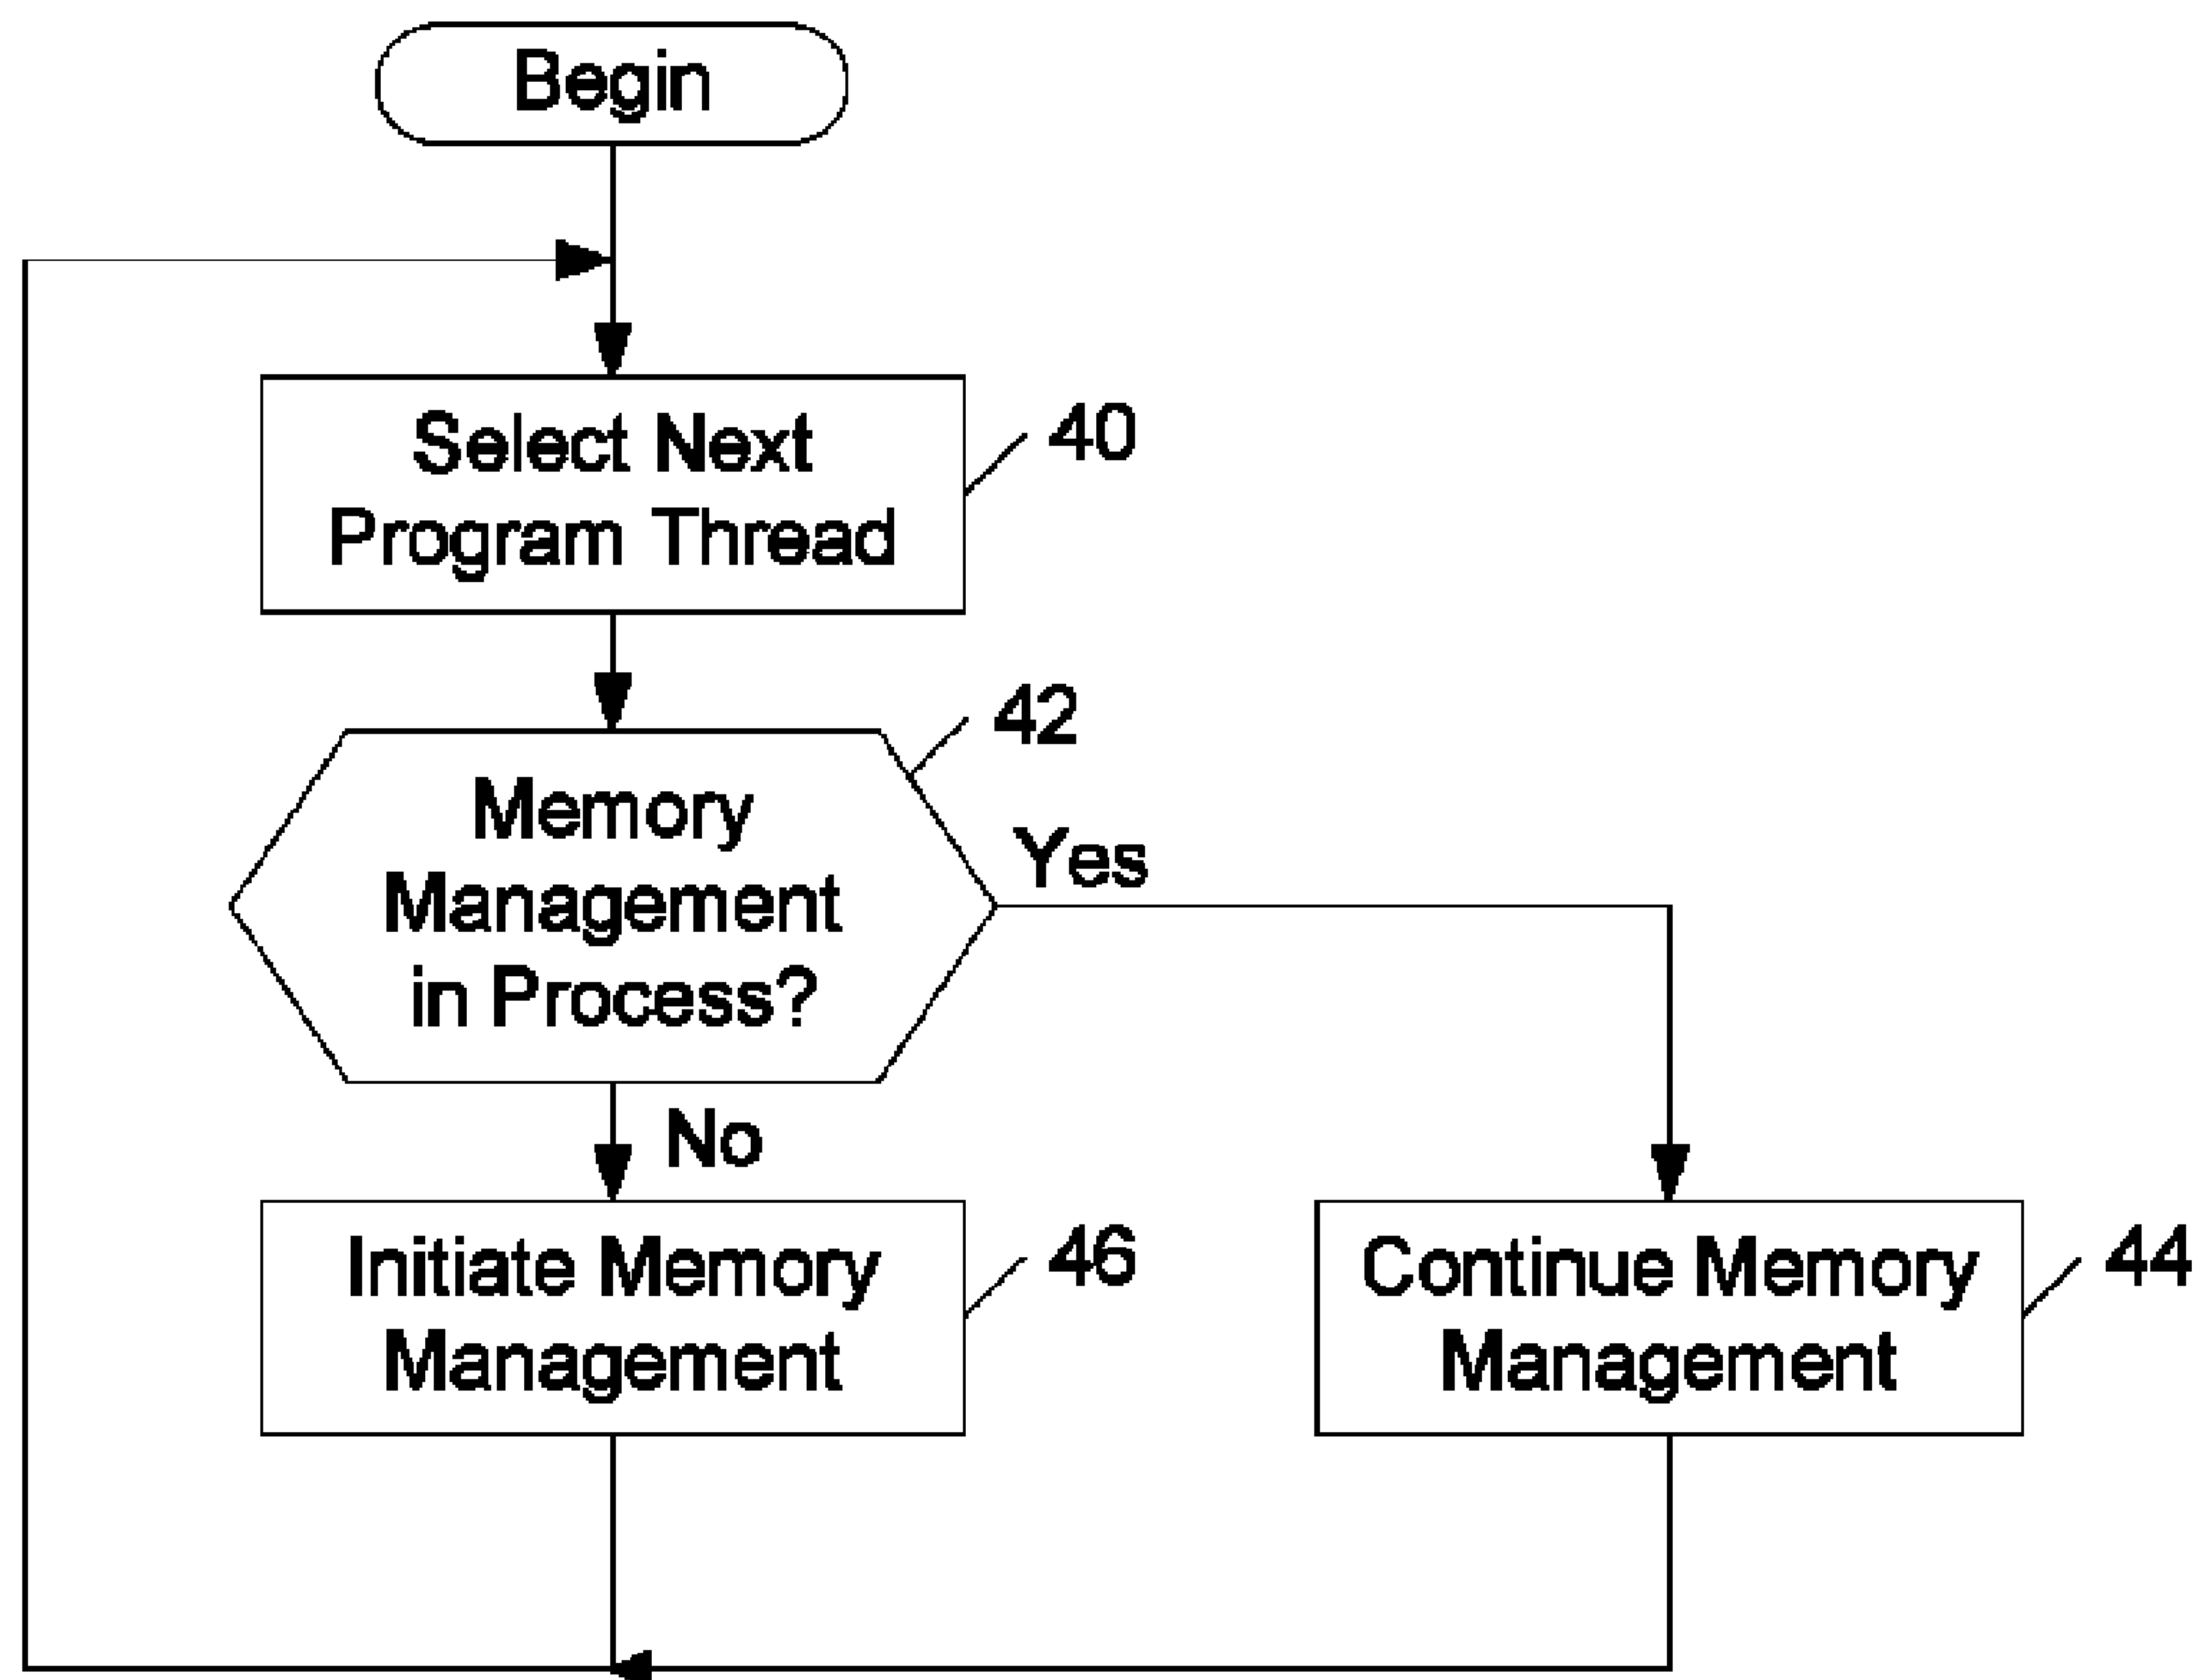 Begin
Select Next
Program Thread
40
42
Memory
Management
in Process?
Yes
No
Initiate Memory
Management
46
Continue Memory
Management
44